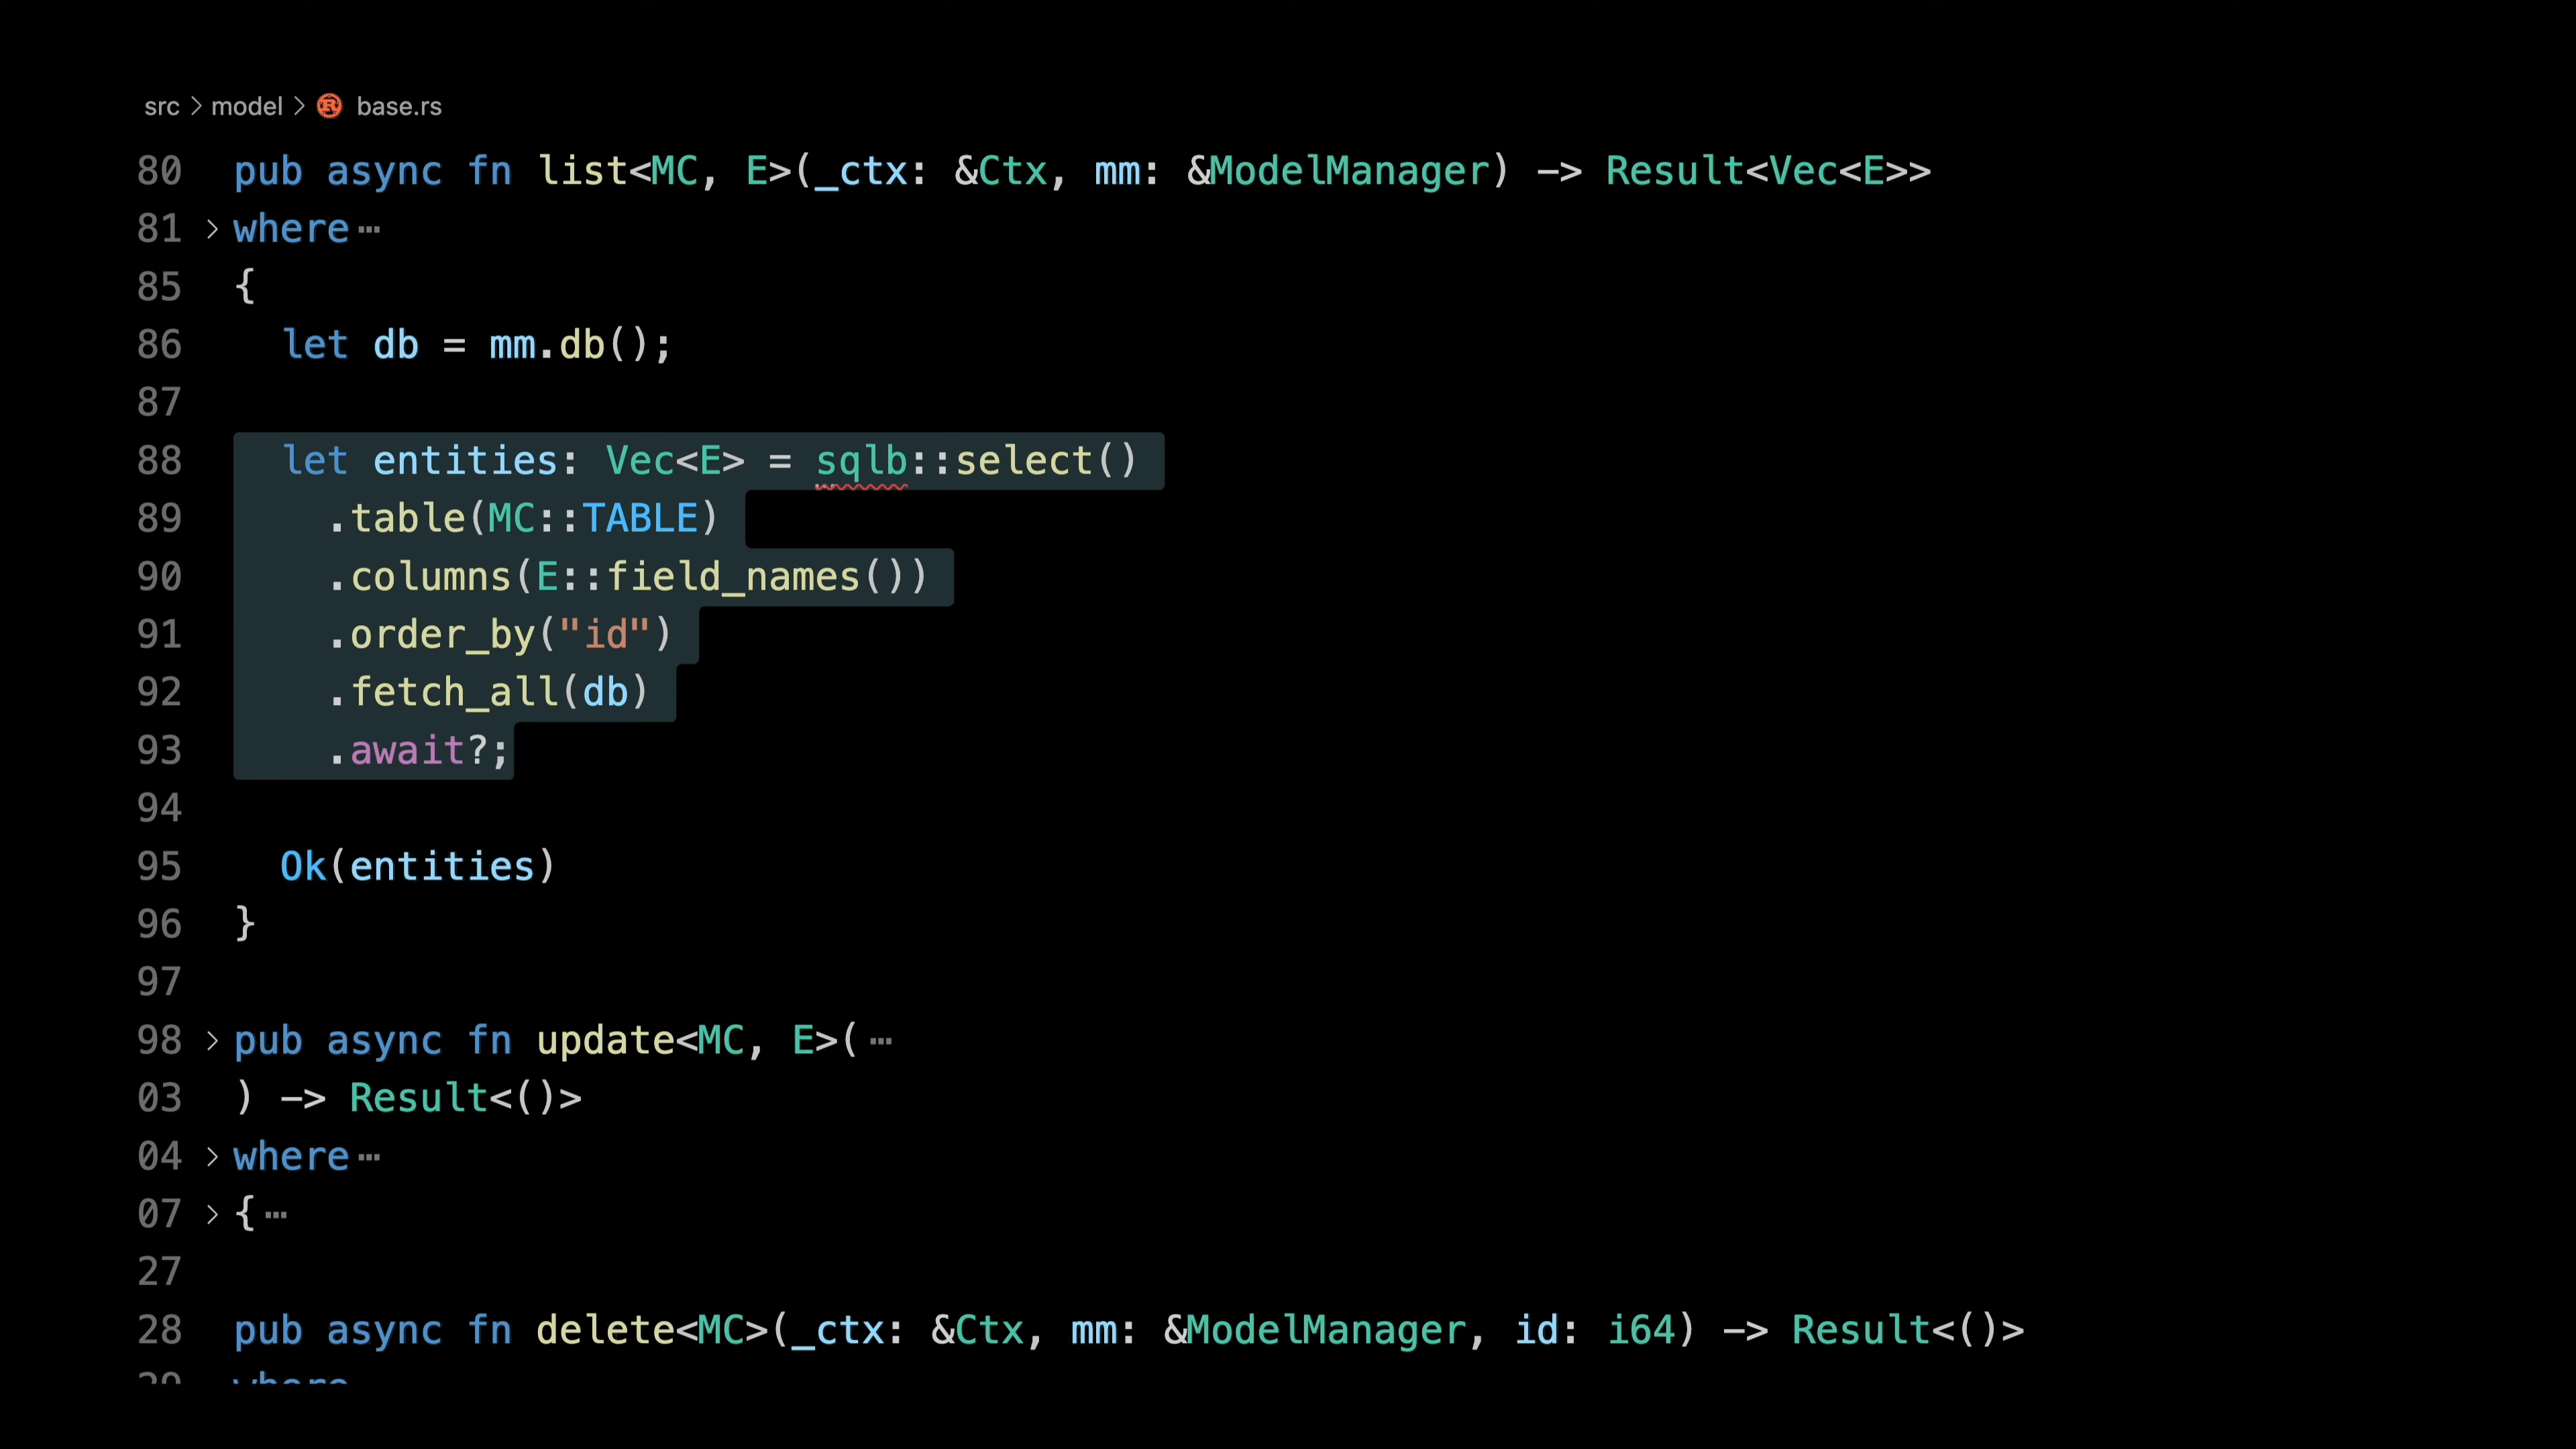 src > model > base.rs
80 pub async fn list<MC, E>(_ctx: &Ctx, mm: &ModelManager) -> Result<Vec<E>>
81 > where ⋯
85 {
86 let db = mm.db();
87
88 let entities: Vec<E> = sqlb::select()
89 .table(MC::TABLE)
90 .columns(E::field_names())
91 .order_by("id")
92 .fetch_all(db)
93 .await?;
94
95 Ok(entities)
96 }
97
98 > pub async fn update<MC, E>( ⋯
03 ) -> Result<()>
04 > where ⋯
07 > { ⋯
27
28 pub async fn delete<MC>(_ctx: &Ctx, mm: &ModelManager, id: i64) -> Result<()>
29 where